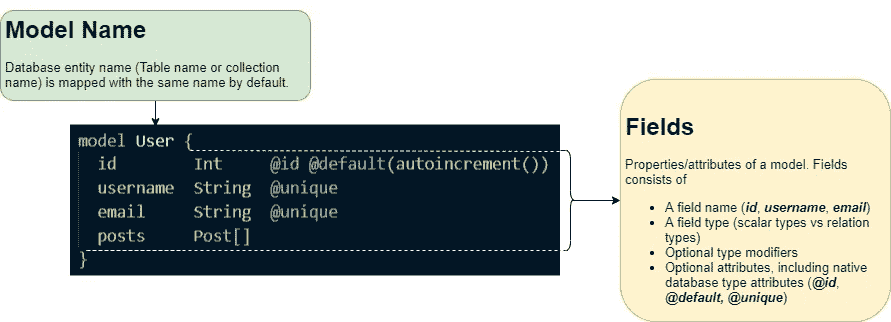 Model Name
Database entity name (Table name or collection
name) is mapped with the same name by default.
model User {
id Int @id @default(autoincrement())
username String @unique
email String @unique
posts Post[]
}
Fields
Properties/attributes of a model. Fields
consists of
• A field name (id, username, email)
• A field type (scalar types vs relation
types)
• Optional type modifiers
• Optional attributes, including native
database type attributes (@id,
@default, @unique)